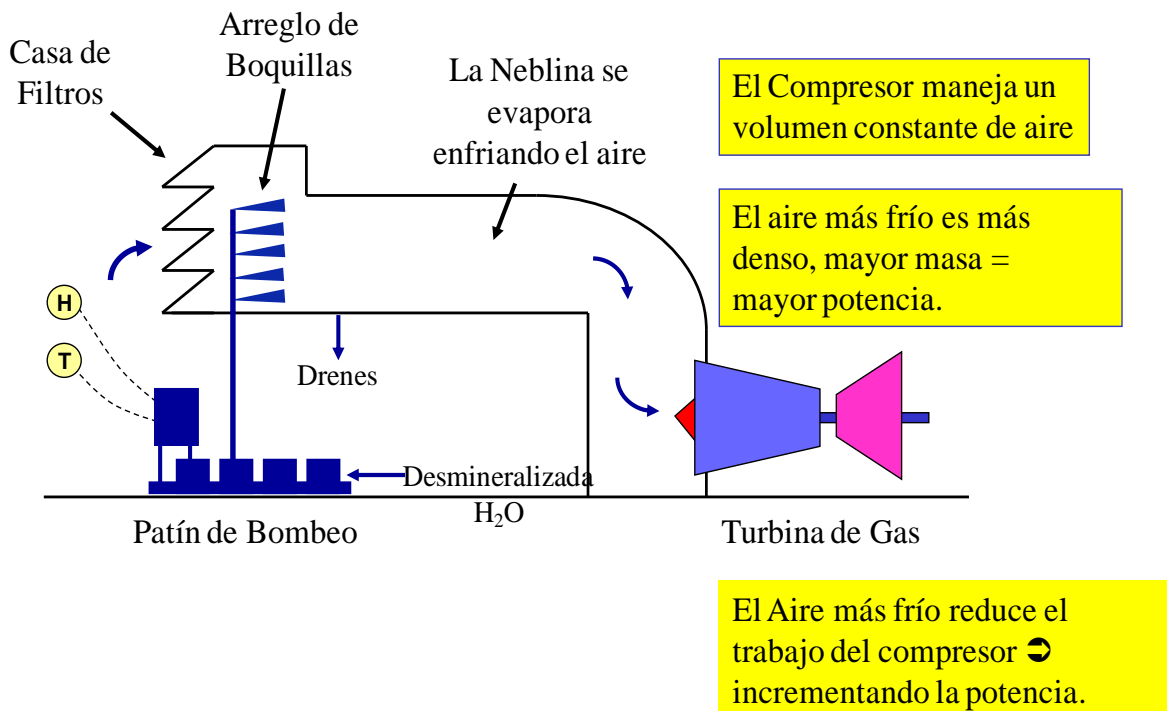 Casa de
Filtros
Arreglo de
Boquillas
La Neblina se
evapora
enfriando el aire
El Compresor maneja un
volumen constante de aire
El aire más frío es más
denso, mayor masa =
mayor potencia.
H
T
Drenes
Desmineralizada
H₂O
Patín de Bombeo
Turbina de Gas
El Aire más frío reduce el
trabajo del compresor ➲
incrementando la potencia.